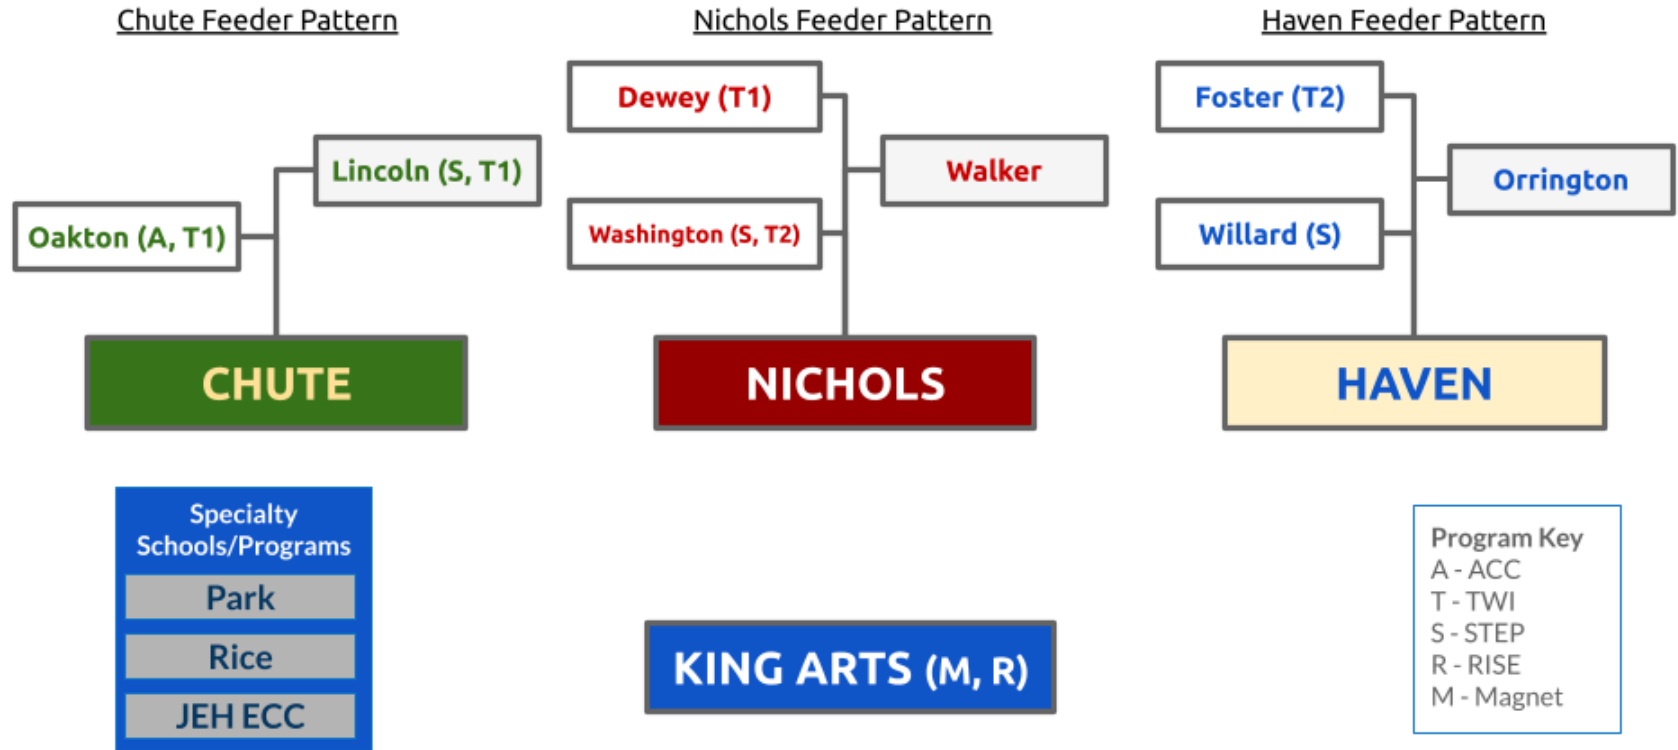 Chute Feeder Pattern
Nichols Feeder Pattern
Haven Feeder Pattern
Lincoln (S, T1)
Oakton (A, T1)
CHUTE
Dewey (T1)
Walker
Washington (S, T2)
NICHOLS
Foster (T2)
Orrington
Willard (S)
HAVEN
Specialty
Schools/Programs
Park
Rice
JEH ECC
KING ARTS (M, R)
Program Key
A - ACC
T - TWI
S - STEP
R - RISE
M - Magnet